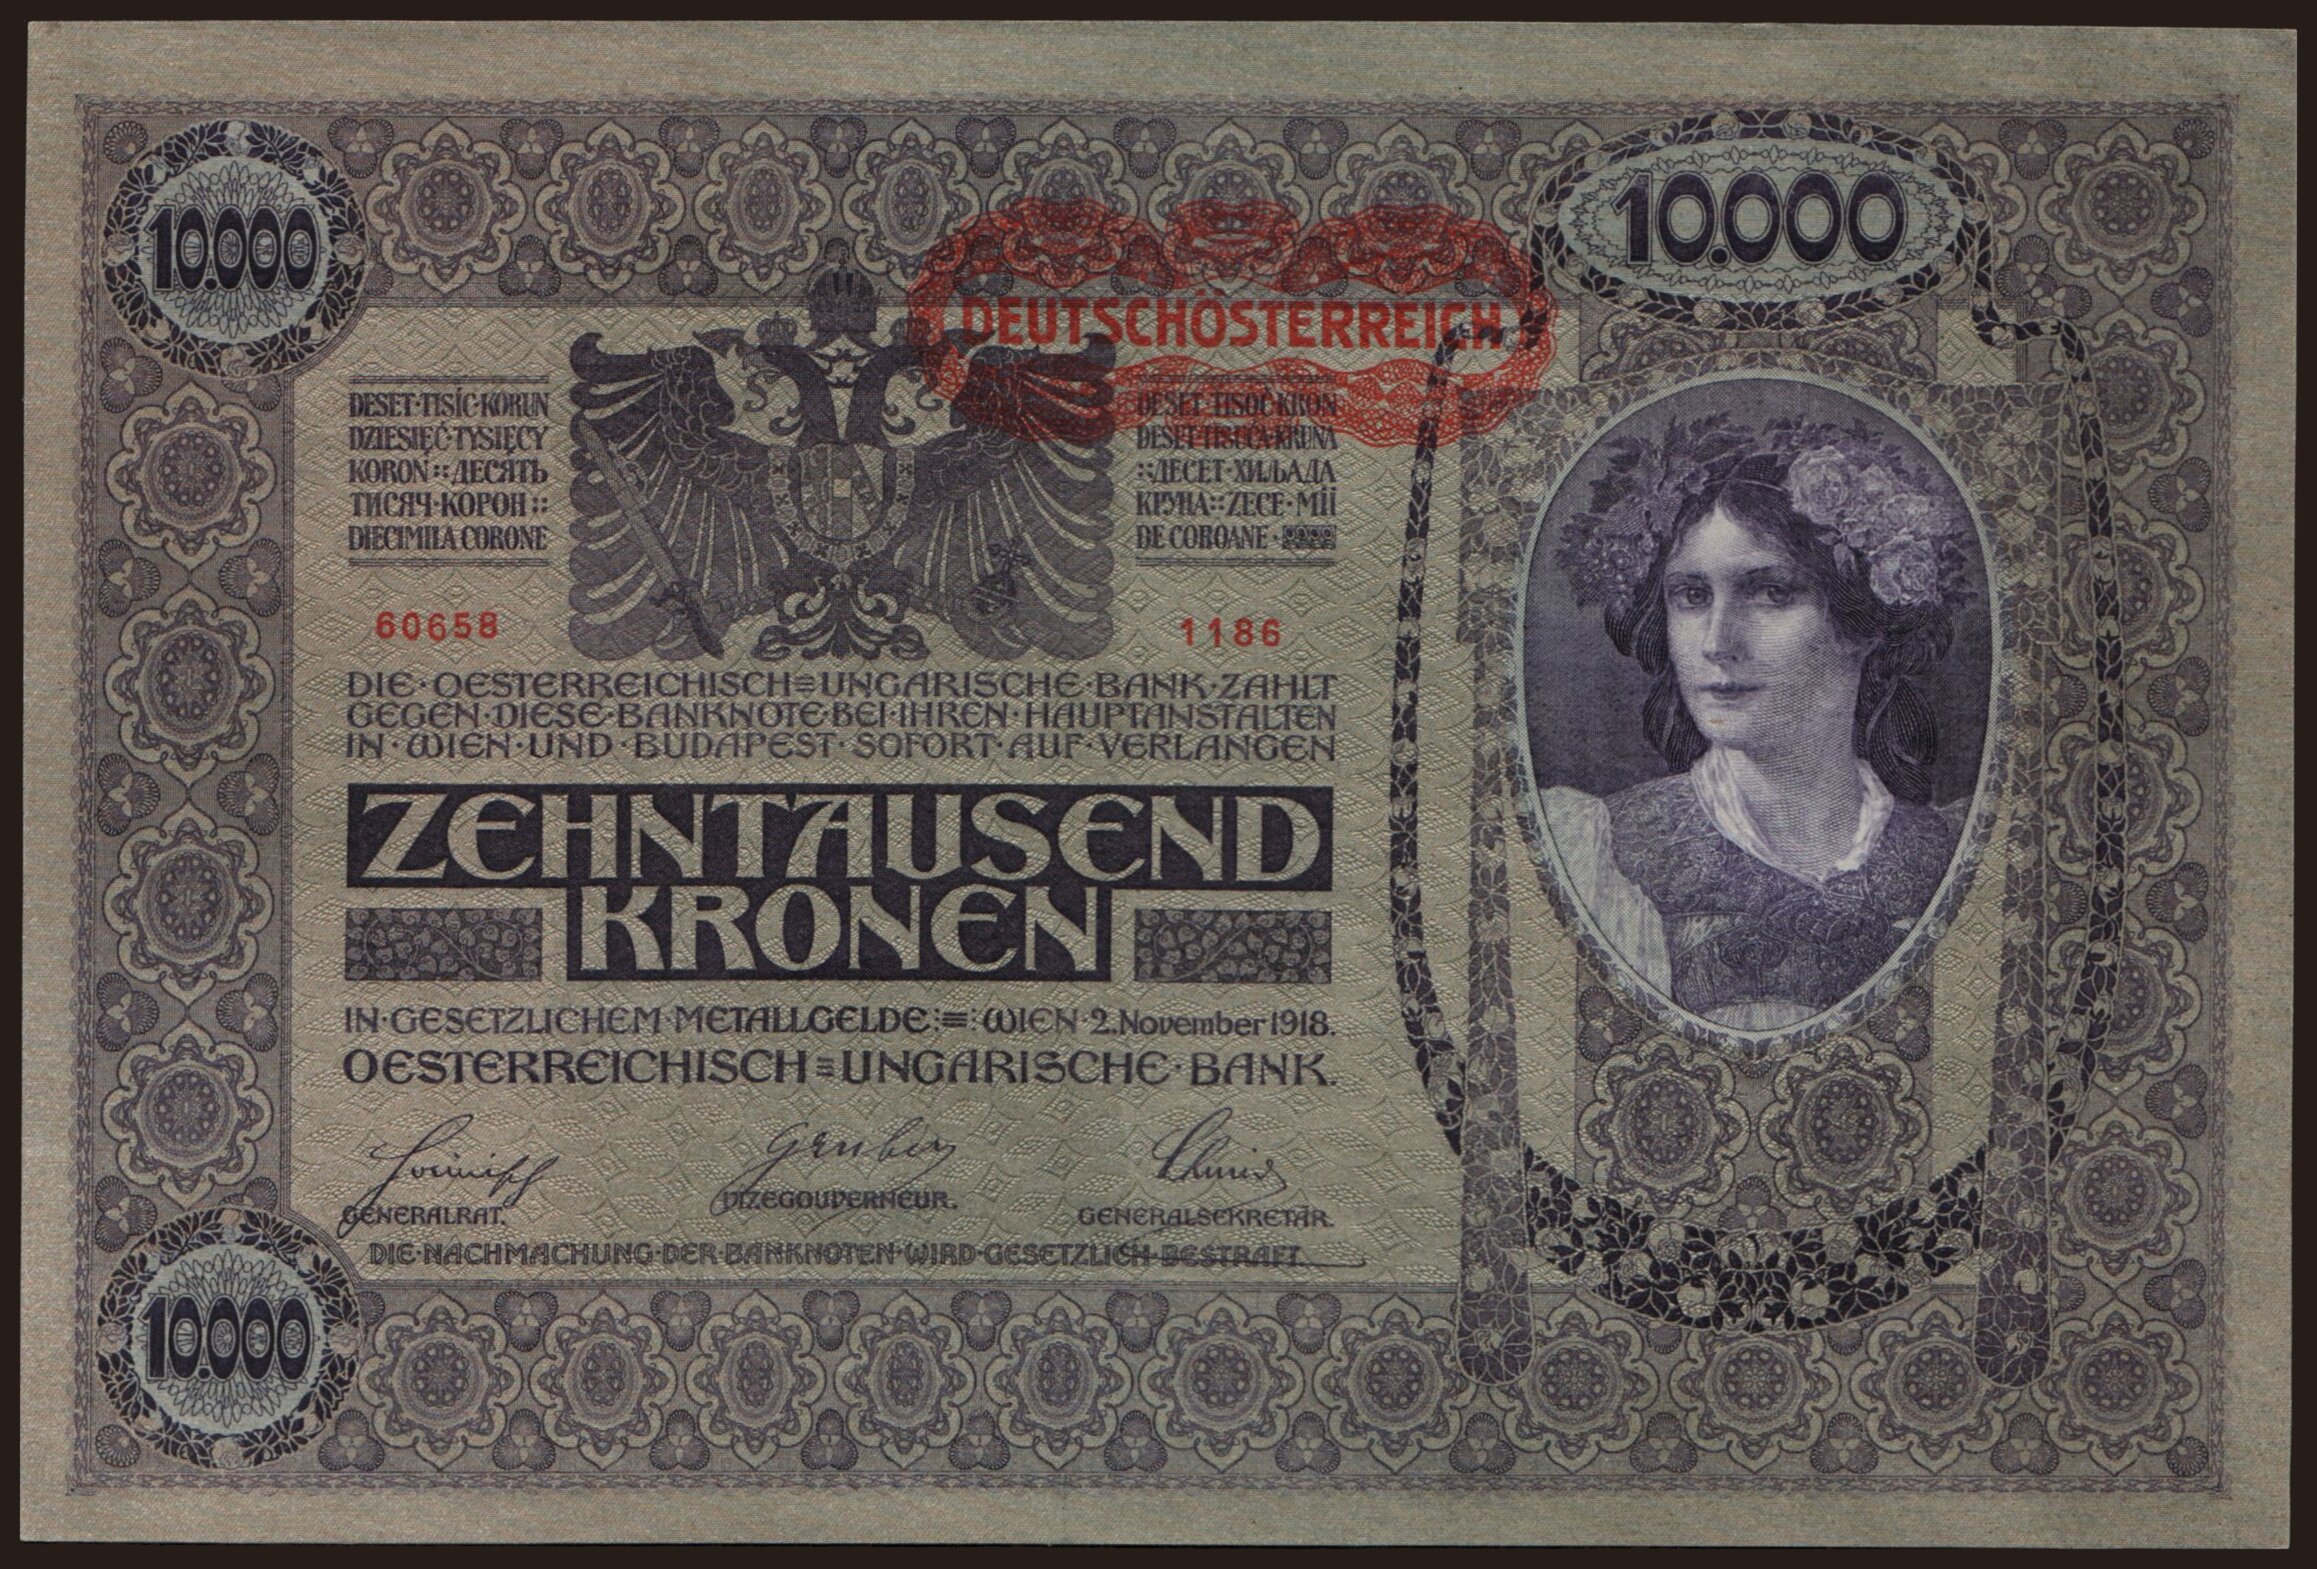 10.000
10.000
DEUTSCHÖSTERREICH
DESET·TISÍC·KORUN
DZIESIĘĆ·TYSIĘCY
KORON::ДЕСЯТЬ
ТИСЯЧ·КОРОН::
DIECIMILA CORONE
DESET·TISOČ·KRON
DESET·TISUĆA·KRUNA
::ДЕСЕТ·ХИЉАДА
КРУНА::ZECE·MII
DE COROANE·
60658
1186
DIE·OESTERREICHISCH=UNGARISCHE·BANK·ZAHLT
GEGEN·DIESE·BANKNOTE·BEI·IHREN·HAUPTANSTALTEN
IN·WIEN·UND·BUDAPEST·SOFORT·AUF·VERLANGEN
ZEHNTAUSEND
KRONEN
IN·GESETZLICHEM·METALLGELDE:=:WIEN·2.November 1918.
OESTERREICHISCH=UNGARISCHE·BANK.
Gruber
Schmid
GENERALRAT.
VIZEGOUVERNEUR.
GENERALSEKRETÄR.
DIE·NACHMACHUNG·DER·BANKNOTEN·WIRD·GESETZLICH·BESTRAFT.
10.000